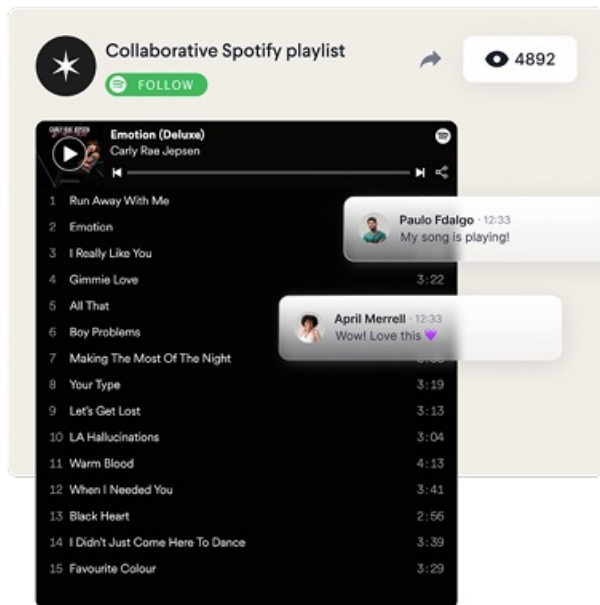 Collaborative Spotify playlist
FOLLOW
4892
Emotion (Deluxe)
Carly Rae Jepsen
1 Run Away With Me
2 Emotion
3 I Really Like You
4 Gimmie Love 3:22
5 All That
6 Boy Problems
7 Making The Most Of The Night
8 Your Type 3:19
9 Let's Get Lost 3:13
10 LA Hallucinations 3:04
11 Warm Blood 4:13
12 When I Needed You 3:41
13 Black Heart 2:56
14 I Didn't Just Come Here To Dance 3:39
15 Favourite Colour 3:29
Paulo Fdalgo · 12:33
My song is playing!
April Merrell · 12:33
Wow! Love this 💜